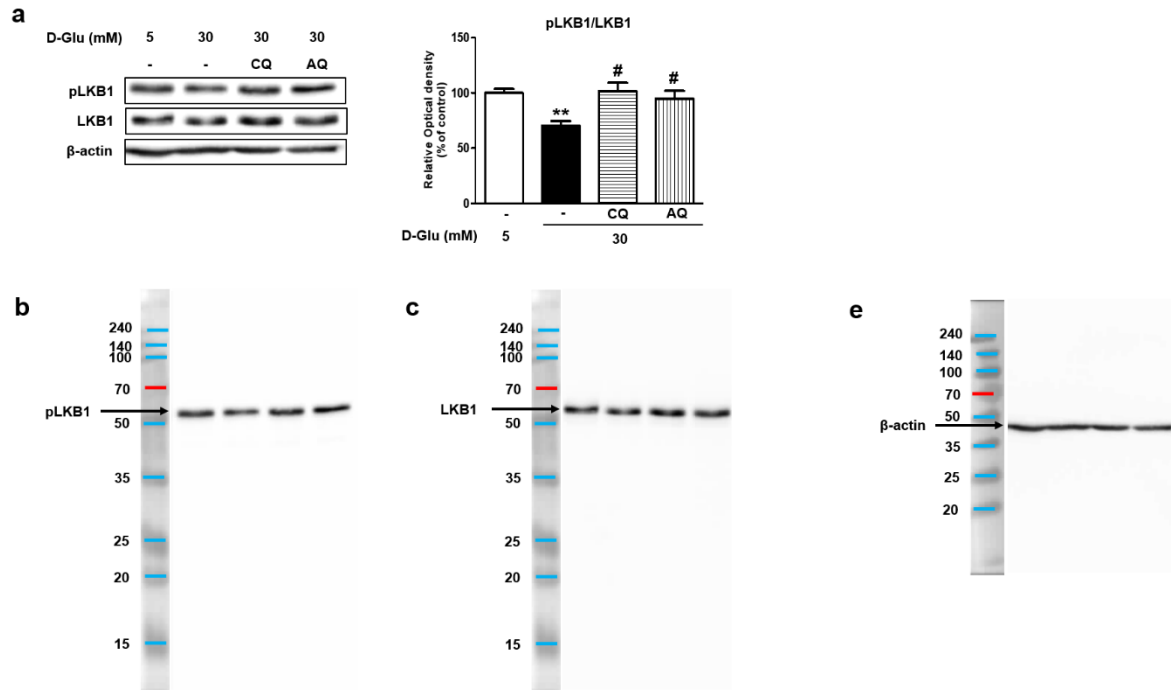 a
D-Glu (mM) 5 30 30 30
- - CQ AQ
pLKB1
LKB1
β-actin
pLKB1/LKB1
Relative Optical density
(% of control)
150
100
50
0
**
#
#
- - CQ AQ
D-Glu (mM) 5 30
b
240
140
100
70
pLKB1
50
35
25
20
15
c
240
140
100
70
LKB1
50
35
25
20
15
e
240
140
100
70
50
β-actin
35
25
20